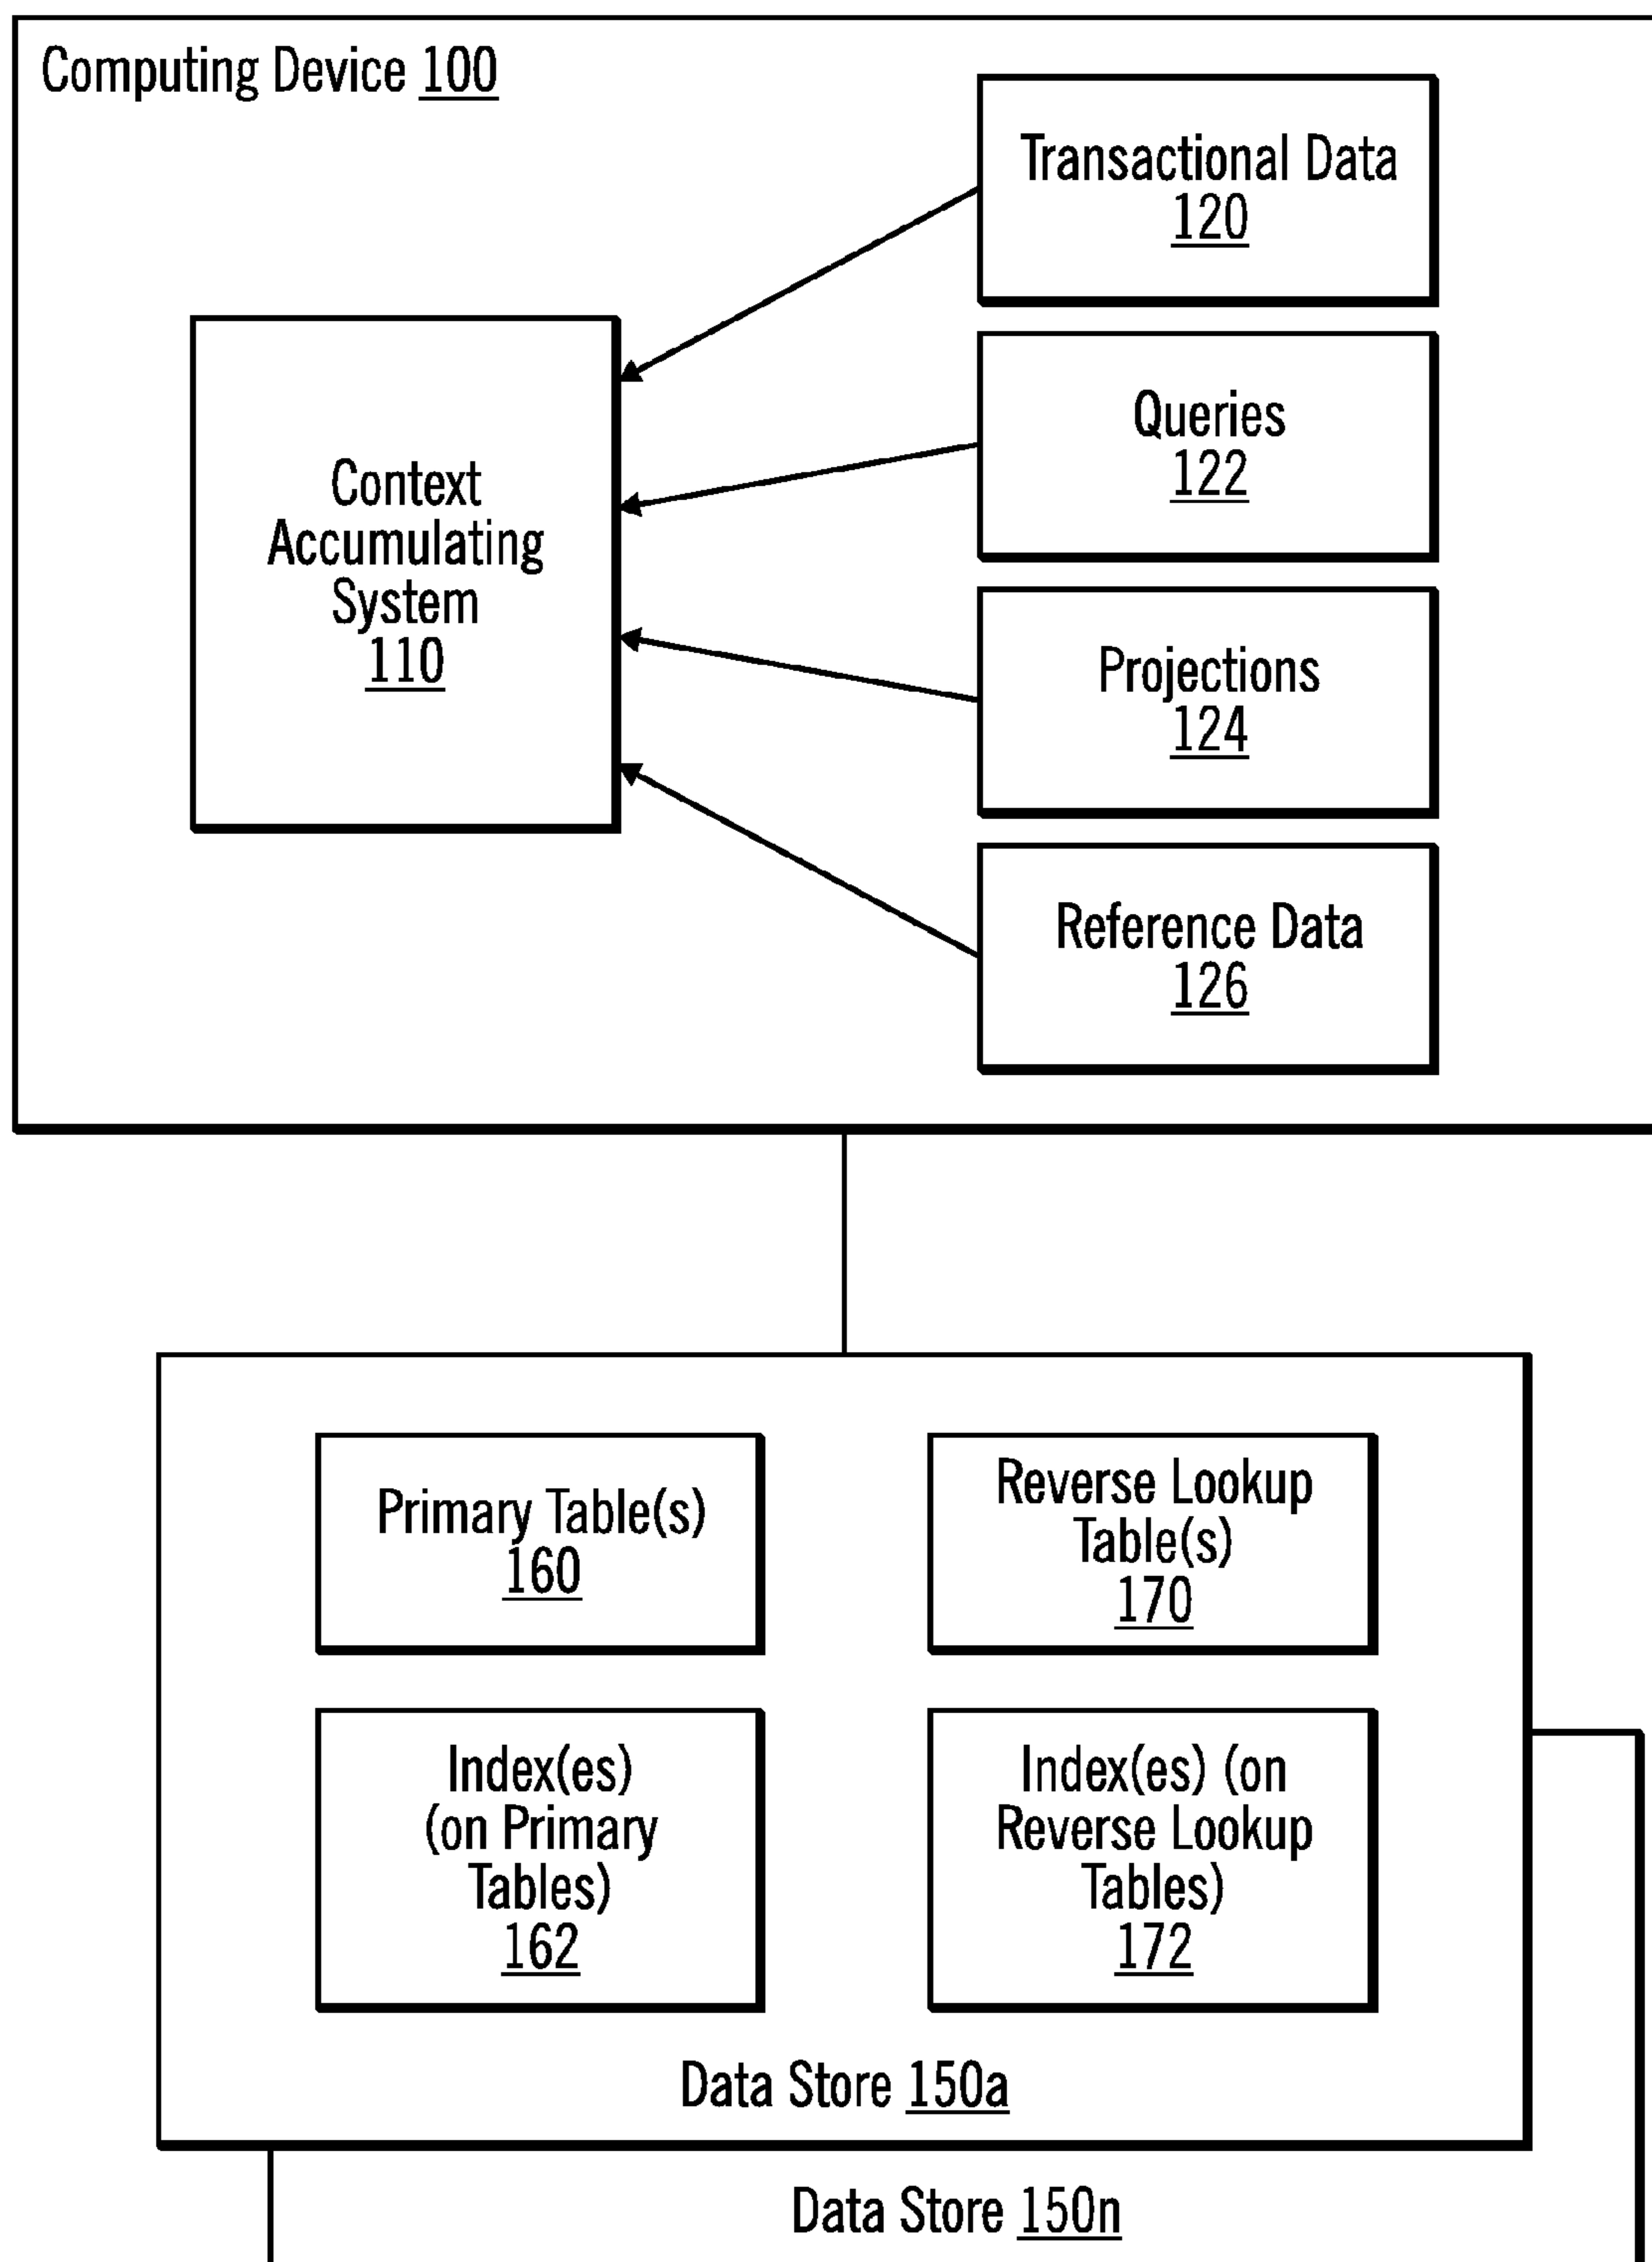 Computing Device 100
Transactional Data
120
Queries
122
Context
Accumulating
System
110
Projections
124
Reference Data
126
Primary Table(s)
160
Reverse Lookup
Table(s)
170
Index(es)
(on Primary
Tables)
162
Index(es) (on
Reverse Lookup
Tables)
172
Data Store 150a
Data Store 150n